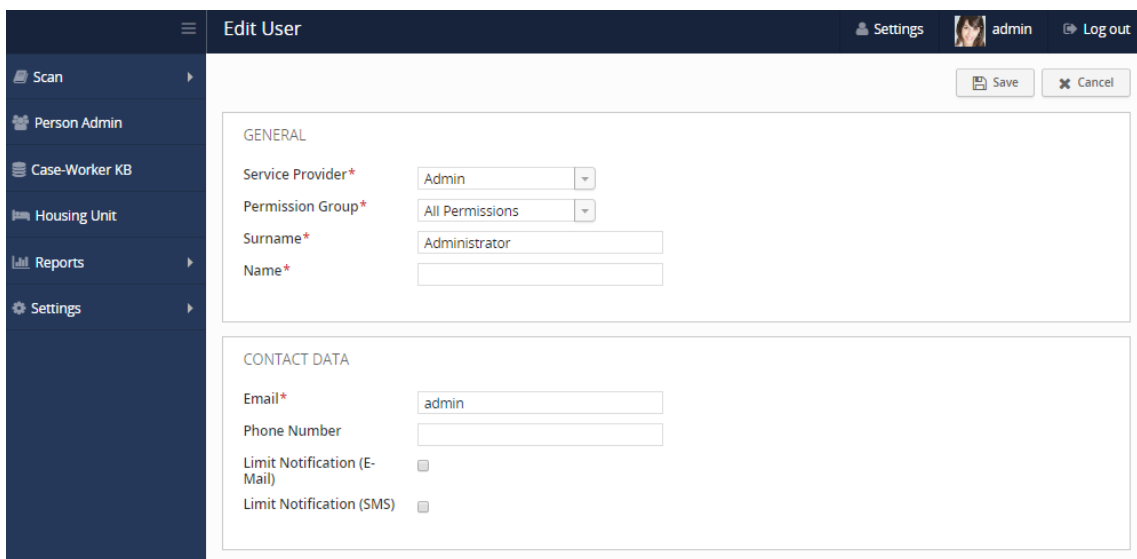 Edit User
Settings
admin
Log out
Scan
Person Admin
Case-Worker KB
Housing Unit
Reports
Settings
Save
Cancel
GENERAL
Service Provider*
Admin
Permission Group*
All Permissions
Surname*
Administrator
Name*
CONTACT DATA
Email*
admin
Phone Number
Limit Notification (E-
Mail)
Limit Notification (SMS)